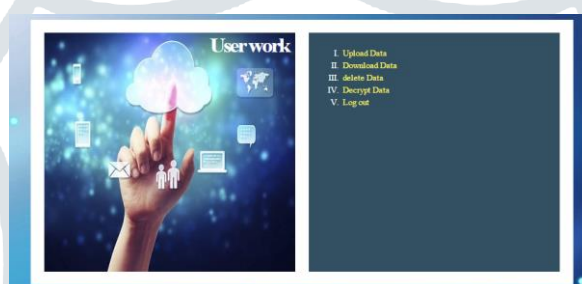 User work
I. Upload Data
II. Download Data
III. delete Data
IV. Decrypt Data
V. Log out